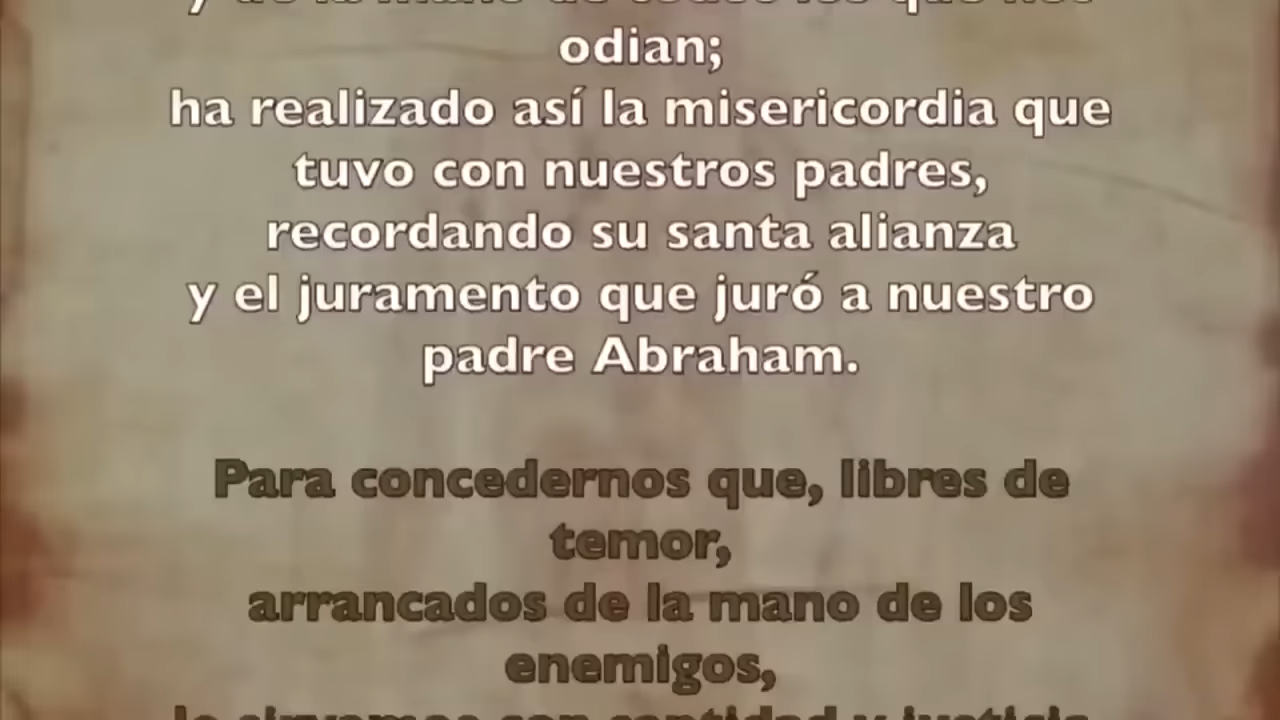 odian;
ha realizado así la misericordia que
tuvo con nuestros padres,
recordando su santa alianza
y el juramento que juró a nuestro
padre Abraham.
Para concedernos que, libres de
temor,
arrancados de la mano de los
enemigos,